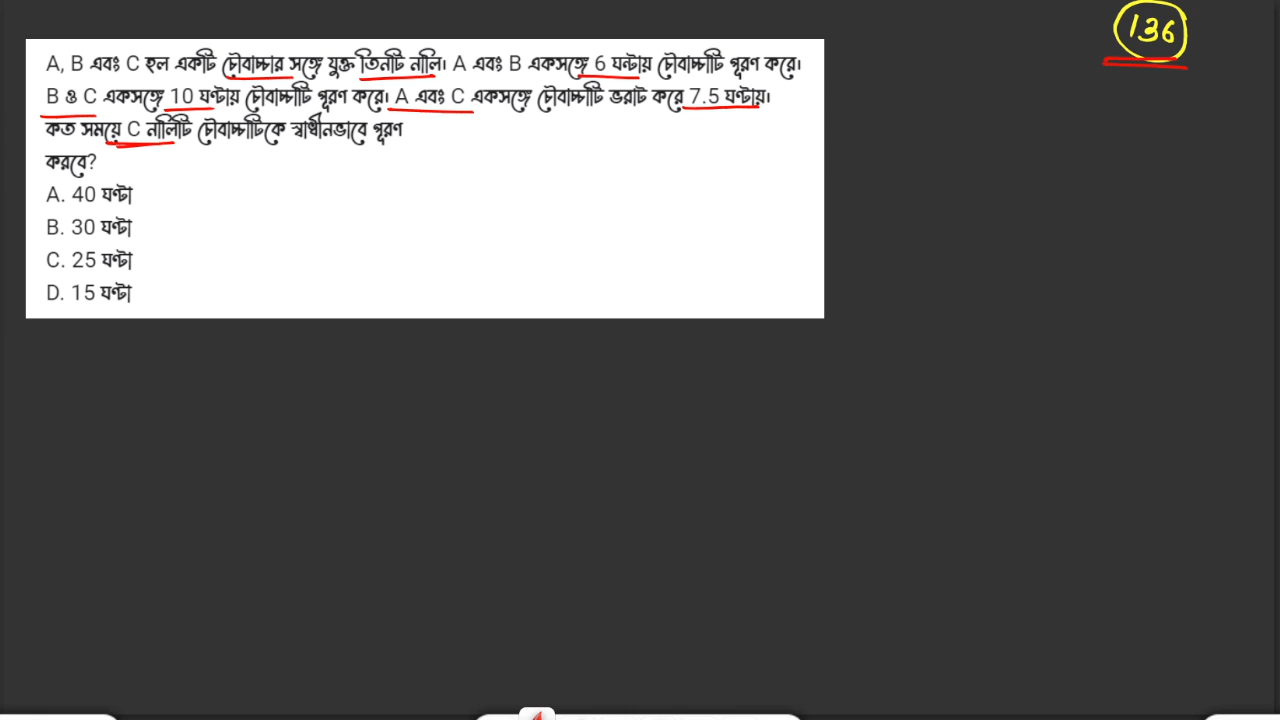 136
A, B এবং C হল একটি চৌবাচ্চার সঙ্গে যুক্ত তিনটি নালি। A এবং B একসঙ্গে 6 ঘন্টায় চৌবাচ্চাটি পূরণ করে।
B ও C একসঙ্গে 10 ঘণ্টায় চৌবাচ্চাটি পূরণ করে। A এবং C একসঙ্গে চৌবাচ্চাটি ভরাট করে 7.5 ঘণ্টায়।
কত সময়ে C নালিটি চৌবাচ্চাটিকে স্বাধীনভাবে পূরণ
করবে?
A. 40 ঘণ্টা
B. 30 ঘণ্টা
C. 25 ঘণ্টা
D. 15 ঘণ্টা